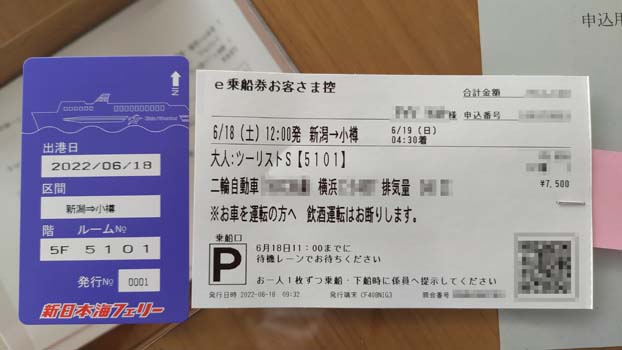 N
出港日
2022/06/18
区間
新潟⇒小樽
階 ルームNo
5F 5101
発行No 0001
新日本海フェリー
e乗船券お客さま控
合計金額
様 申込番号
6/18(土)12:00発 新潟→小樽 6/19(日)
04:30着
大人:ツーリストS【5101】
二輪自動車 横浜 排気量
¥7,500
※お車を運転の方へ 飲酒運転はお断りします。
乗船口
P
6月18日11:00までに
待機レーンでお待ちください
お一人1枚ずつ乗船・下船時に係員へ提示してください
発行日時 2022-06-18 09:32 発行端末 (F40BNIG3) 照会番号
申込用